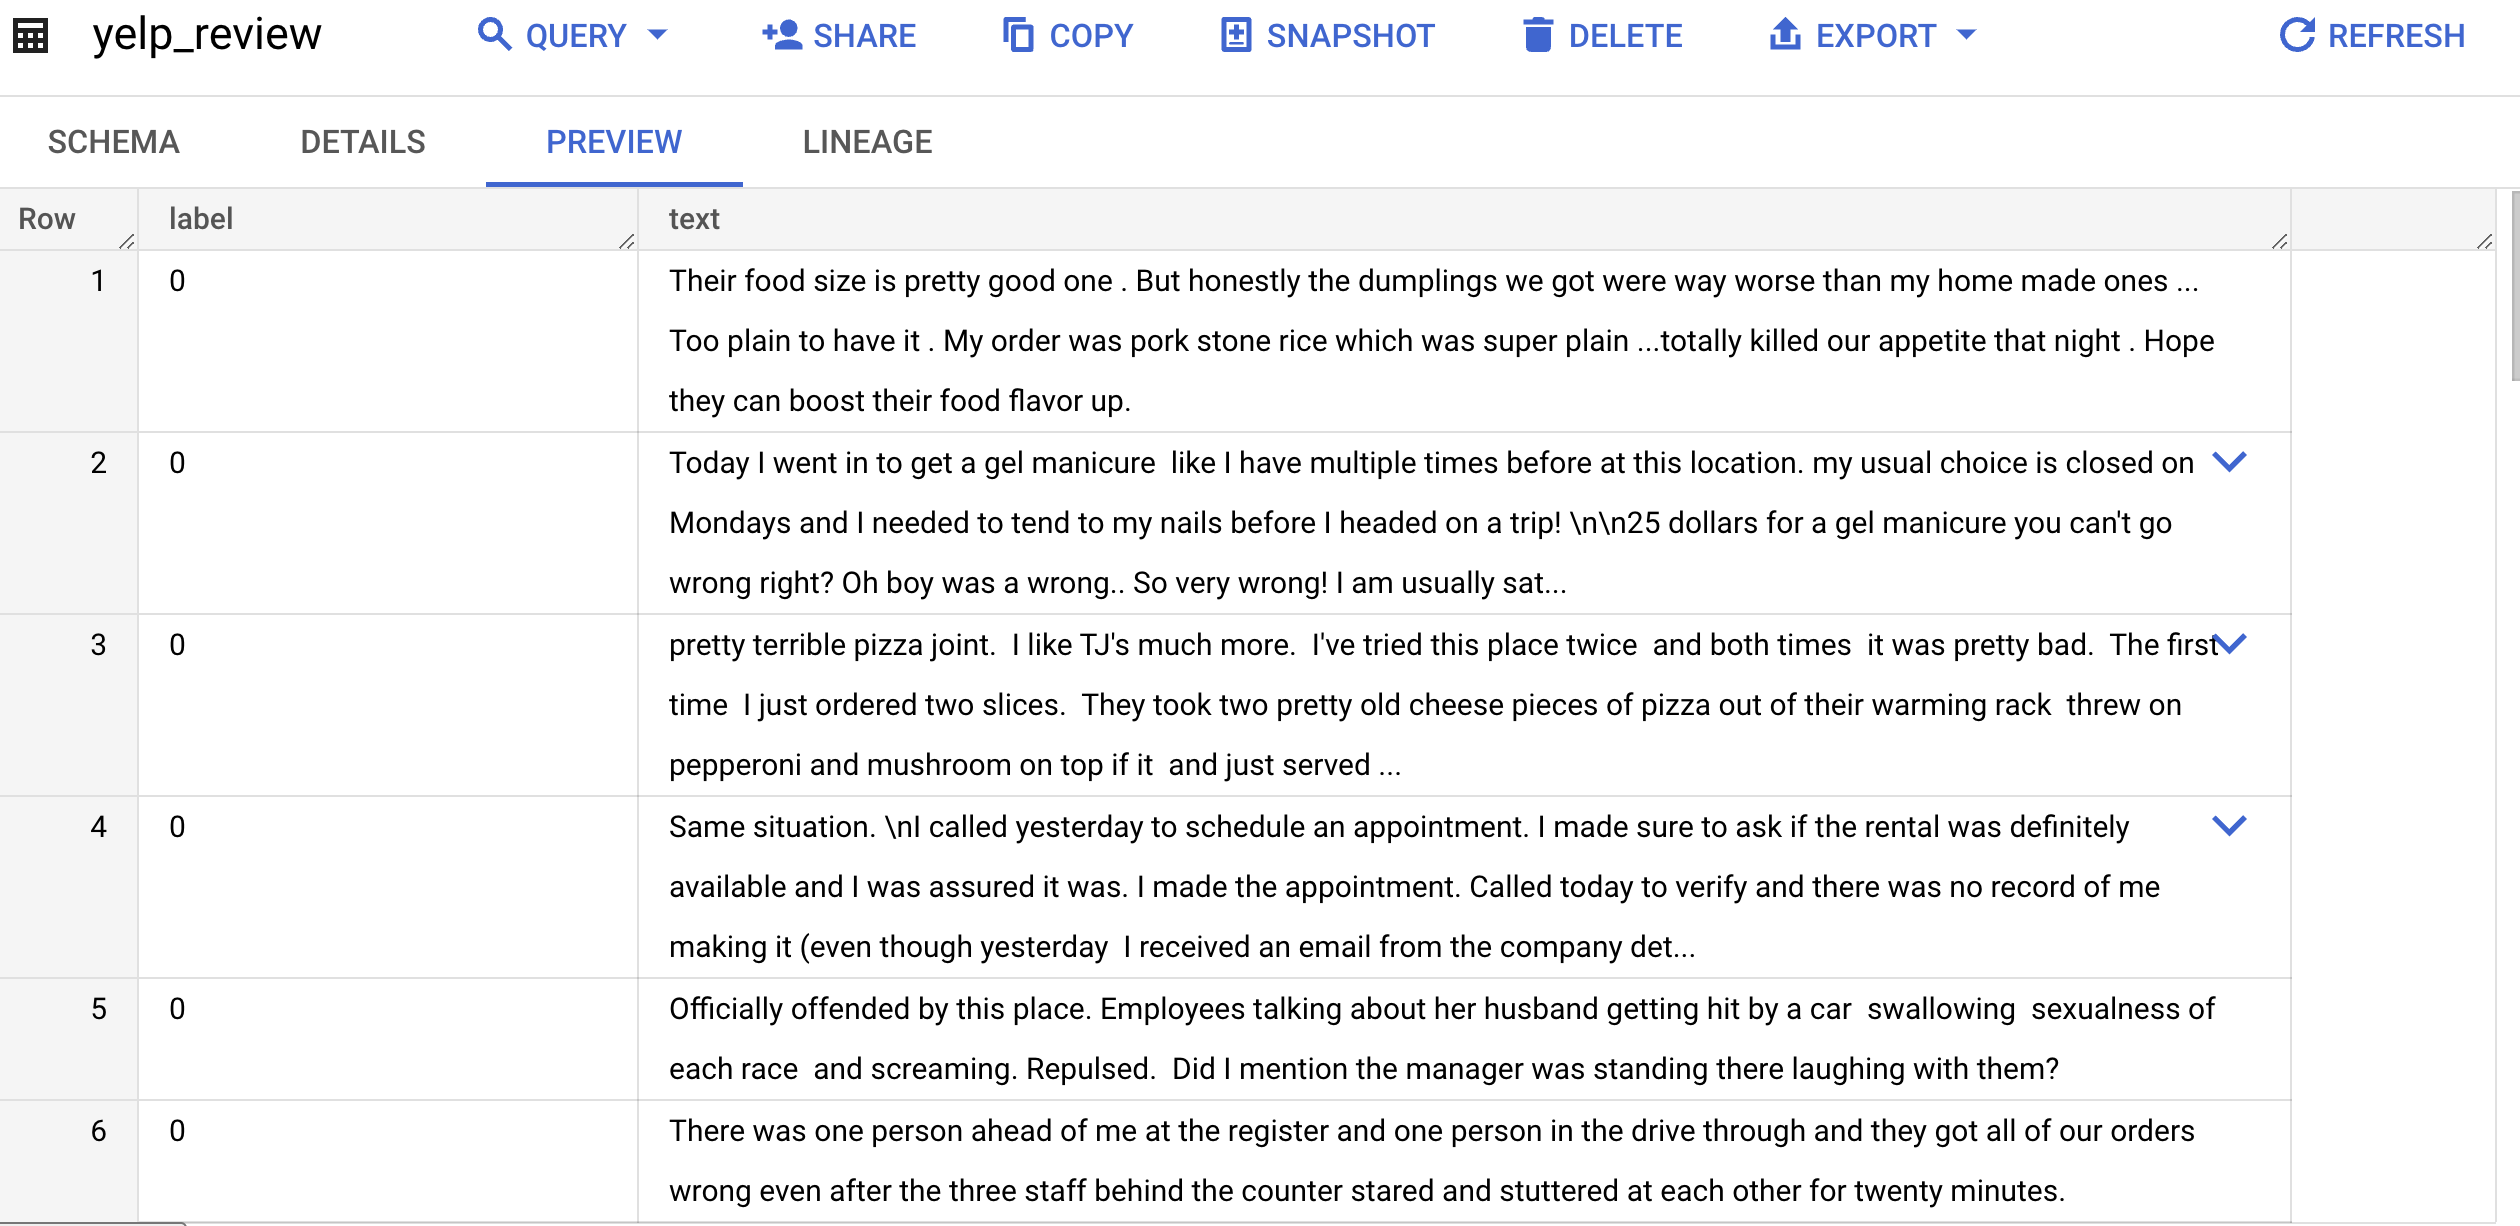 yelp_review QUERY SHARE COPY SNAPSHOT DELETE EXPORT REFRESH
SCHEMA DETAILS PREVIEW LINEAGE
Row label text
1 0 Their food size is pretty good one . But honestly the dumplings we got were way worse than my home made ones ...
Too plain to have it . My order was pork stone rice which was super plain ...totally killed our appetite that night . Hope
they can boost their food flavor up.
2 0 Today I went in to get a gel manicure  like I have multiple times before at this location. my usual choice is closed on
Mondays and I needed to tend to my nails before I headed on a trip! \n\n25 dollars for a gel manicure you can't go
wrong right? Oh boy was a wrong.. So very wrong! I am usually sat...
3 0 pretty terrible pizza joint.  I like TJ's much more.  I've tried this place twice  and both times  it was pretty bad.  The first
time  I just ordered two slices.  They took two pretty old cheese pieces of pizza out of their warming rack  threw on
pepperoni and mushroom on top if it  and just served ...
4 0 Same situation. \nI called yesterday to schedule an appointment. I made sure to ask if the rental was definitely
available and I was assured it was. I made the appointment. Called today to verify and there was no record of me
making it (even though yesterday  I received an email from the company det...
5 0 Officially offended by this place. Employees talking about her husband getting hit by a car  swallowing  sexualness of
each race  and screaming. Repulsed.  Did I mention the manager was standing there laughing with them?
6 0 There was one person ahead of me at the register and one person in the drive through and they got all of our orders
wrong even after the three staff behind the counter stared and stuttered at each other for twenty minutes.